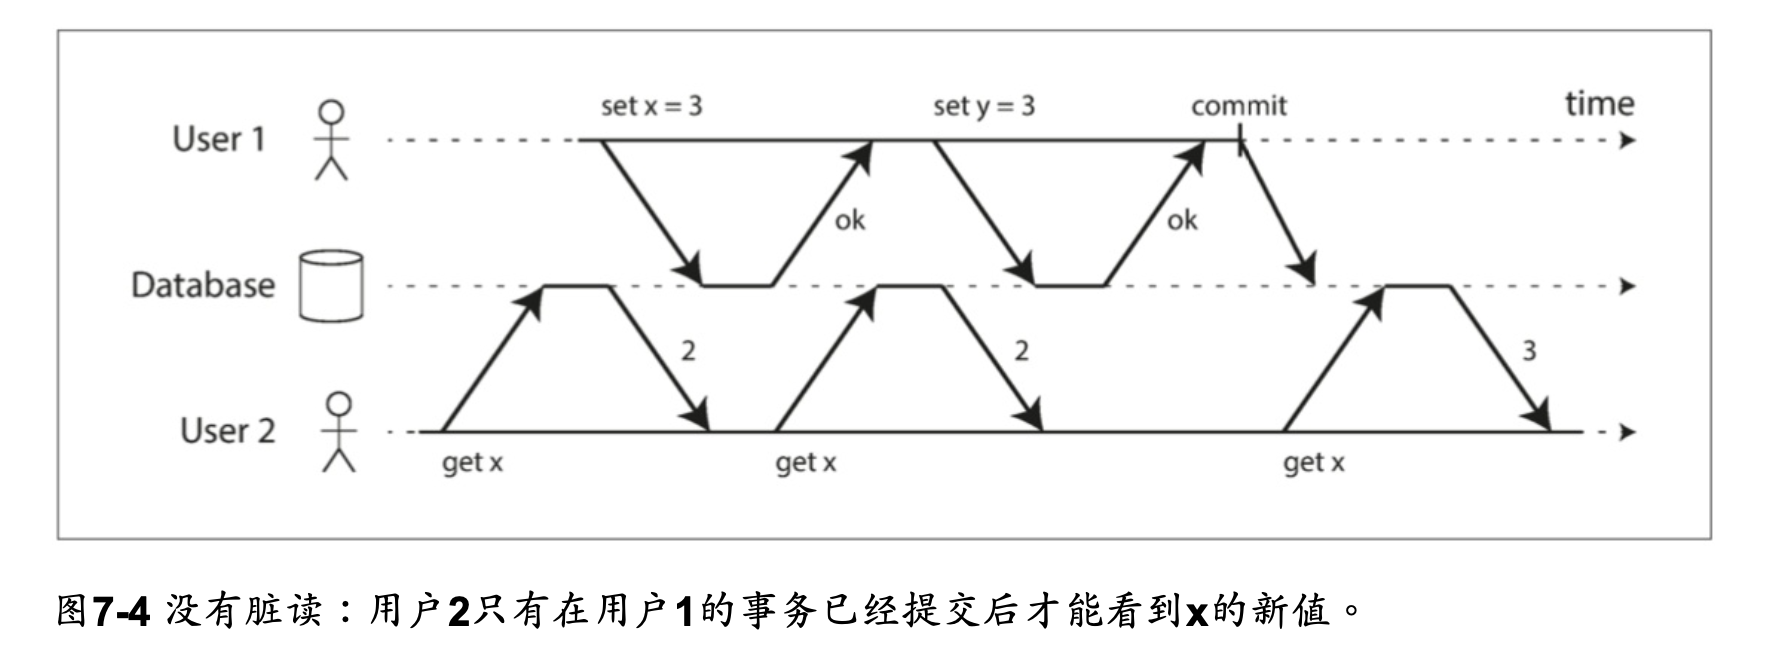 set x = 3
set y = 3
commit
time
User 1
ok
ok
Database
2
2
3
User 2
get x
get x
get x
图7-4 没有脏读：用户2只有在用户1的事务已经提交后才能看到x的新值。